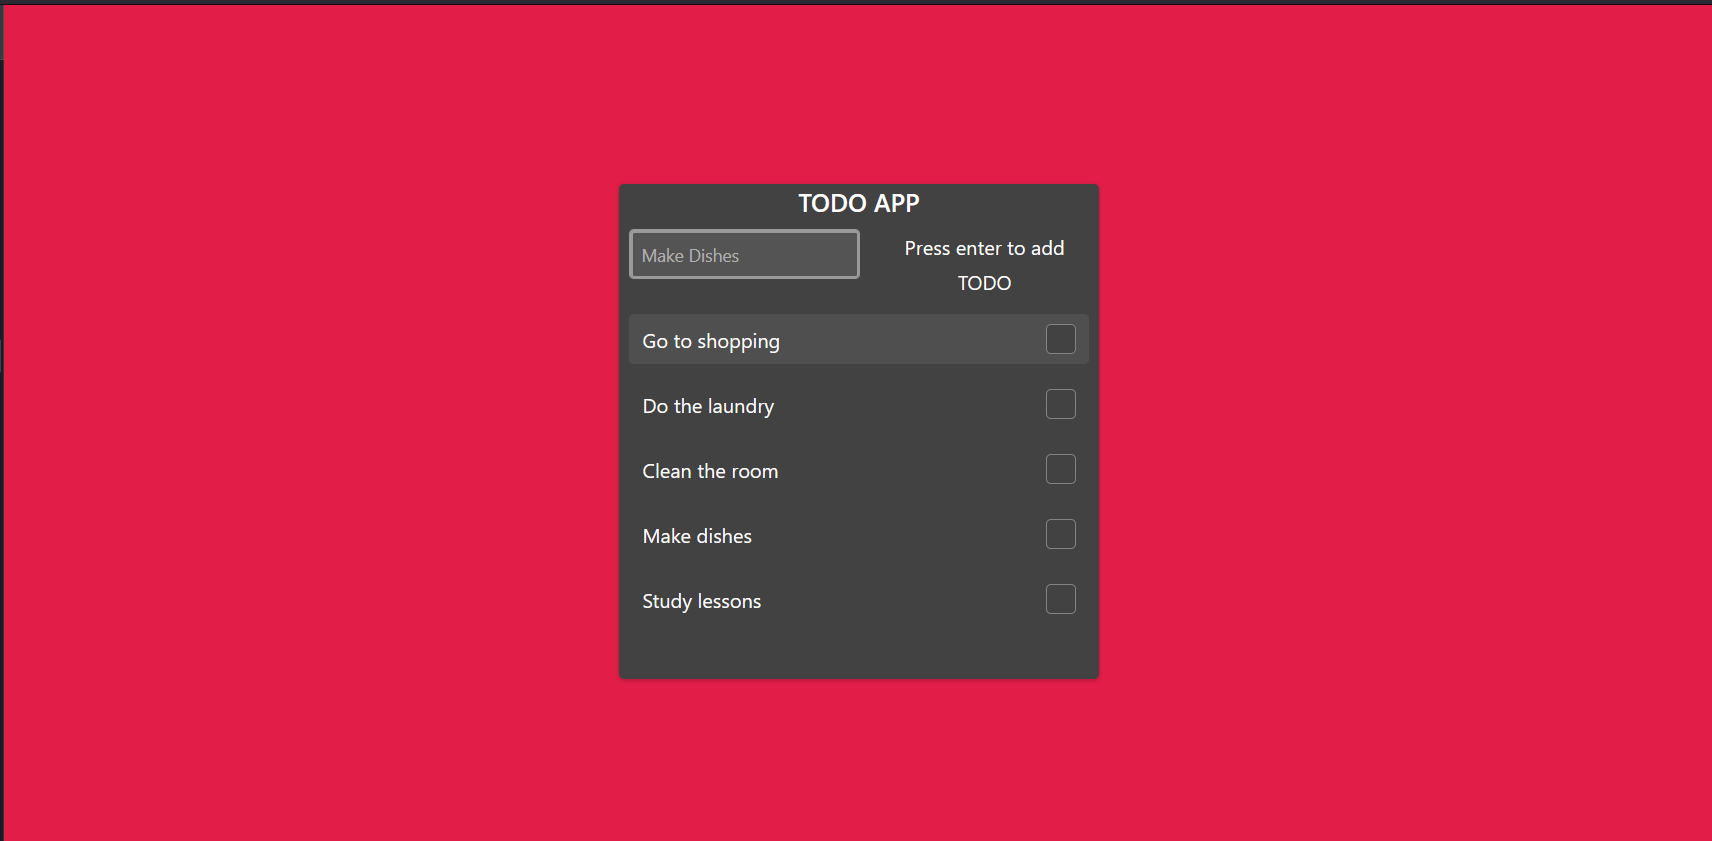 TODO APP
Make Dishes
Press enter to add
TODO
Go to shopping
Do the laundry
Clean the room
Make dishes
Study lessons